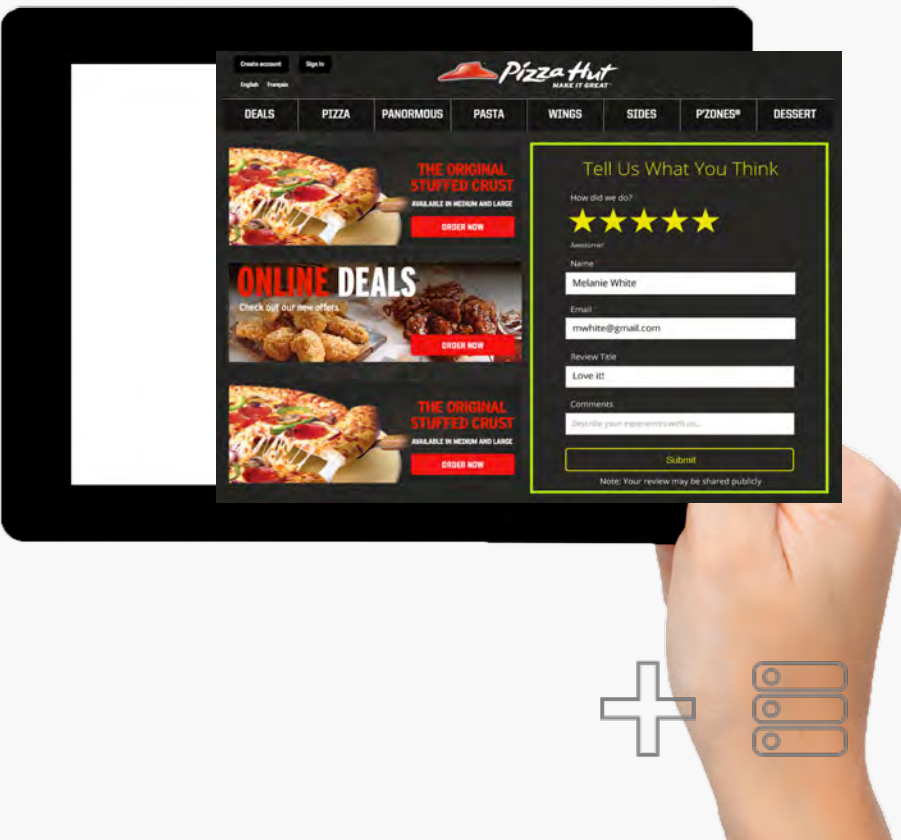 Create account Sign in
English Français
Pizza Hut
MAKE IT GREAT™
DEALS PIZZA PANORMOUS PASTA WINGS SIDES P'ZONES® DESSERT
THE ORIGINAL
STUFFED CRUST
AVAILABLE IN MEDIUM AND LARGE
ORDER NOW
ONLINE DEALS
Check out our new offers
ORDER NOW
THE ORIGINAL
STUFFED CRUST
AVAILABLE IN MEDIUM AND LARGE
ORDER NOW
Tell Us What You Think
How did we do?
Awesome!
Name
Melanie White
Email
mwhite@gmail.com
Review Title
Love it!
Comments
Describe your experiences with us...
Submit
Note: Your review may be shared publicly